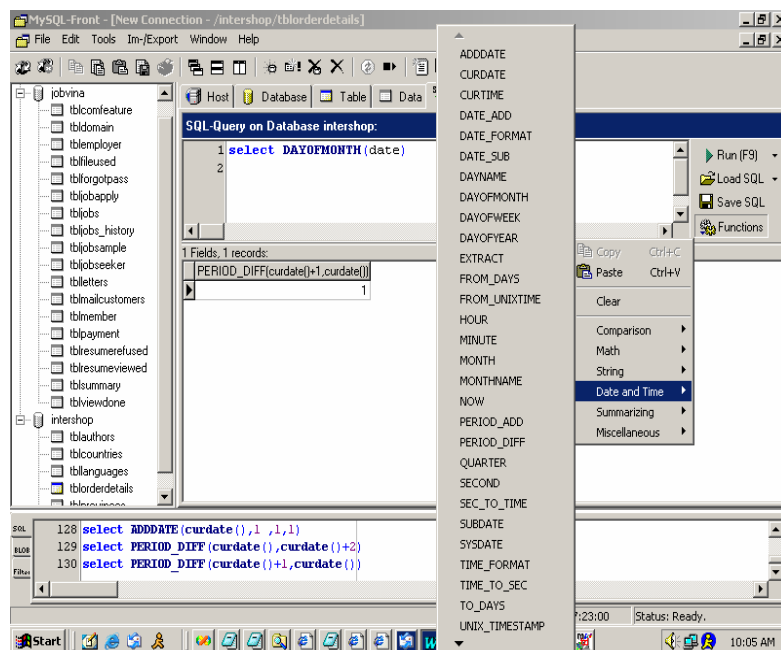 MySQL-Front - [New Connection - /intershop/tblorderdetails]
File Edit Tools Im-/Export Window Help
Host Database Table Data
SQL-Query on Database intershop:
1 select DAYOFMONTH(date)
2
Run (F9)
Load SQL
Save SQL
Functions
1 Fields, 1 records:
PERIOD_DIFF(curdate()+1,curdate())
1
jobvina
tblcomfeature
tbldomain
tblemployer
tblfileused
tblforgotpass
tbljobapply
tbljobs
tbljobs_history
tbljobsample
tbljobseeker
tblletters
tblmailcustomers
tblmember
tblpayment
tblresumerefused
tblresumeviewed
tblsummary
tblviewdone
intershop
tblauthors
tblcountries
tbllanguages
tblorderdetails
tblprovinces
ADDDATE
CURDATE
CURTIME
DATE_ADD
DATE_FORMAT
DATE_SUB
DAYNAME
DAYOFMONTH
DAYOFWEEK
DAYOFYEAR
EXTRACT
FROM_DAYS
FROM_UNIXTIME
HOUR
MINUTE
MONTH
MONTHNAME
NOW
PERIOD_ADD
PERIOD_DIFF
QUARTER
SECOND
SEC_TO_TIME
SUBDATE
SYSDATE
TIME_FORMAT
TIME_TO_SEC
TO_DAYS
UNIX_TIMESTAMP
Copy Ctrl+C
Paste Ctrl+V
Clear
Comparison
Math
String
Date and Time
Summarizing
Miscellaneous
SQL
BLOB
Filter
128 select ADDDATE(curdate(),1 ,1,1)
129 select PERIOD_DIFF(curdate(),curdate()+2)
130 select PERIOD_DIFF(curdate()+1,curdate())
7:23:00 Status: Ready.
Start
10:05 AM